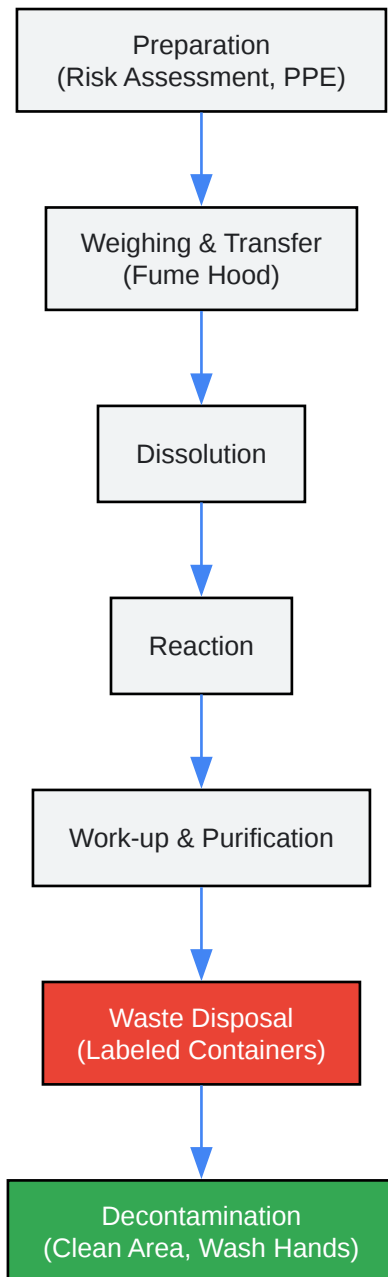 Preparation
(Risk Assessment, PPE)
Weighing & Transfer
(Fume Hood)
Dissolution
Reaction
Work-up & Purification
Waste Disposal
(Labeled Containers)
Decontamination
(Clean Area, Wash Hands)